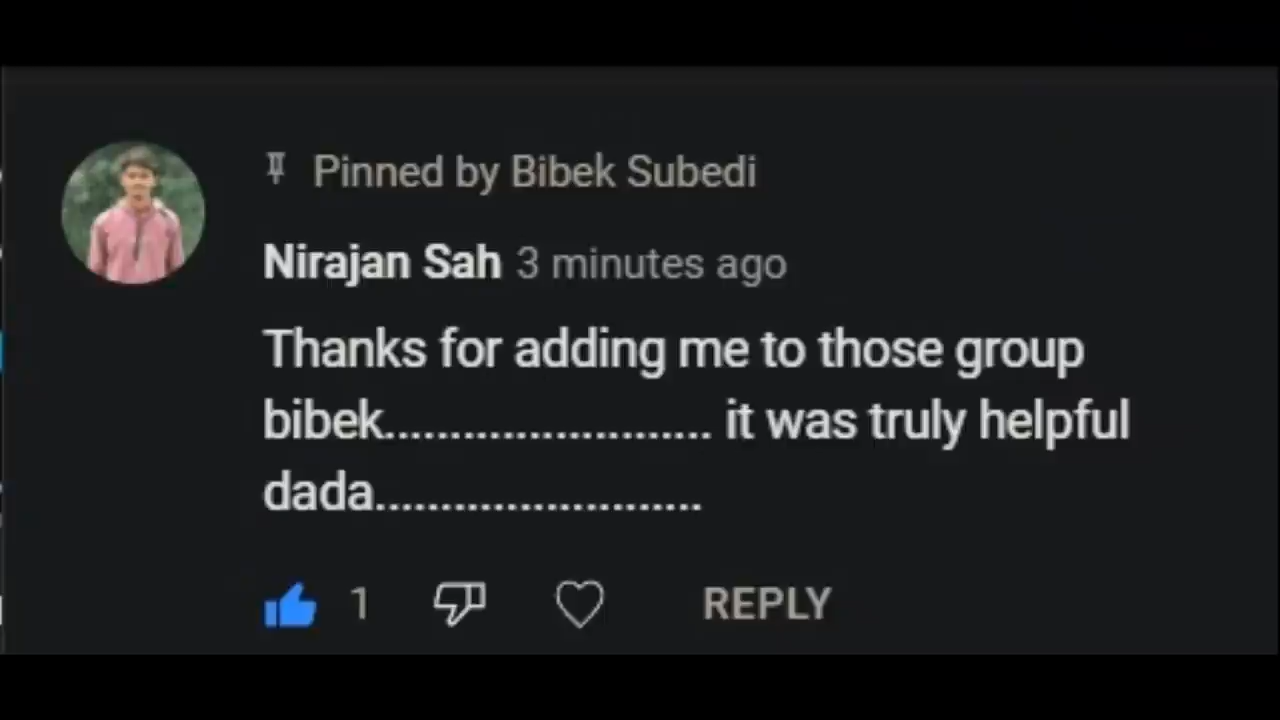 Pinned by Bibek Subedi
Nirajan Sah 3 minutes ago
Thanks for adding me to those group
bibek......................... it was truly helpful
dada.........................
1 REPLY